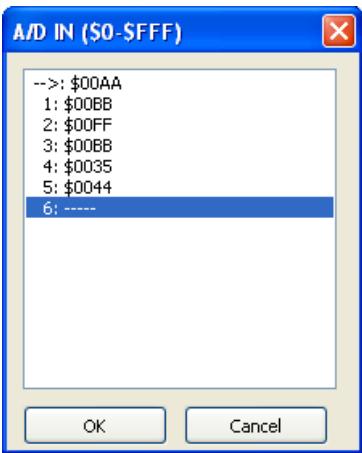 A/D IN ($0-$FFF)
-->: $00AA
1: $00BB
2: $00FF
3: $00BB
4: $0035
5: $0044
6: -----
OK
Cancel